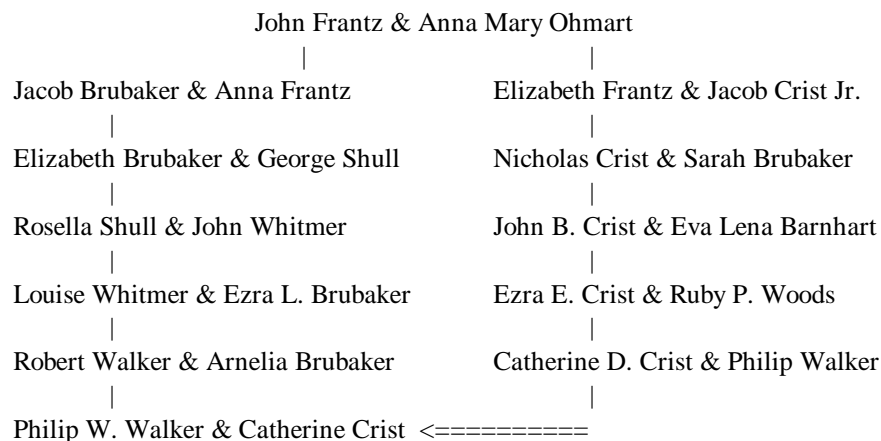 John Frantz & Anna Mary Ohmart
| |
Jacob Brubaker & Anna Frantz Elizabeth Frantz & Jacob Crist Jr.
| |
Elizabeth Brubaker & George Shull Nicholas Crist & Sarah Brubaker
| |
Rosella Shull & John Whitmer John B. Crist & Eva Lena Barnhart
| |
Louise Whitmer & Ezra L. Brubaker Ezra E. Crist & Ruby P. Woods
| |
Robert Walker & Arnelia Brubaker Catherine D. Crist & Philip Walker
| |
Philip W. Walker & Catherine Crist <==========